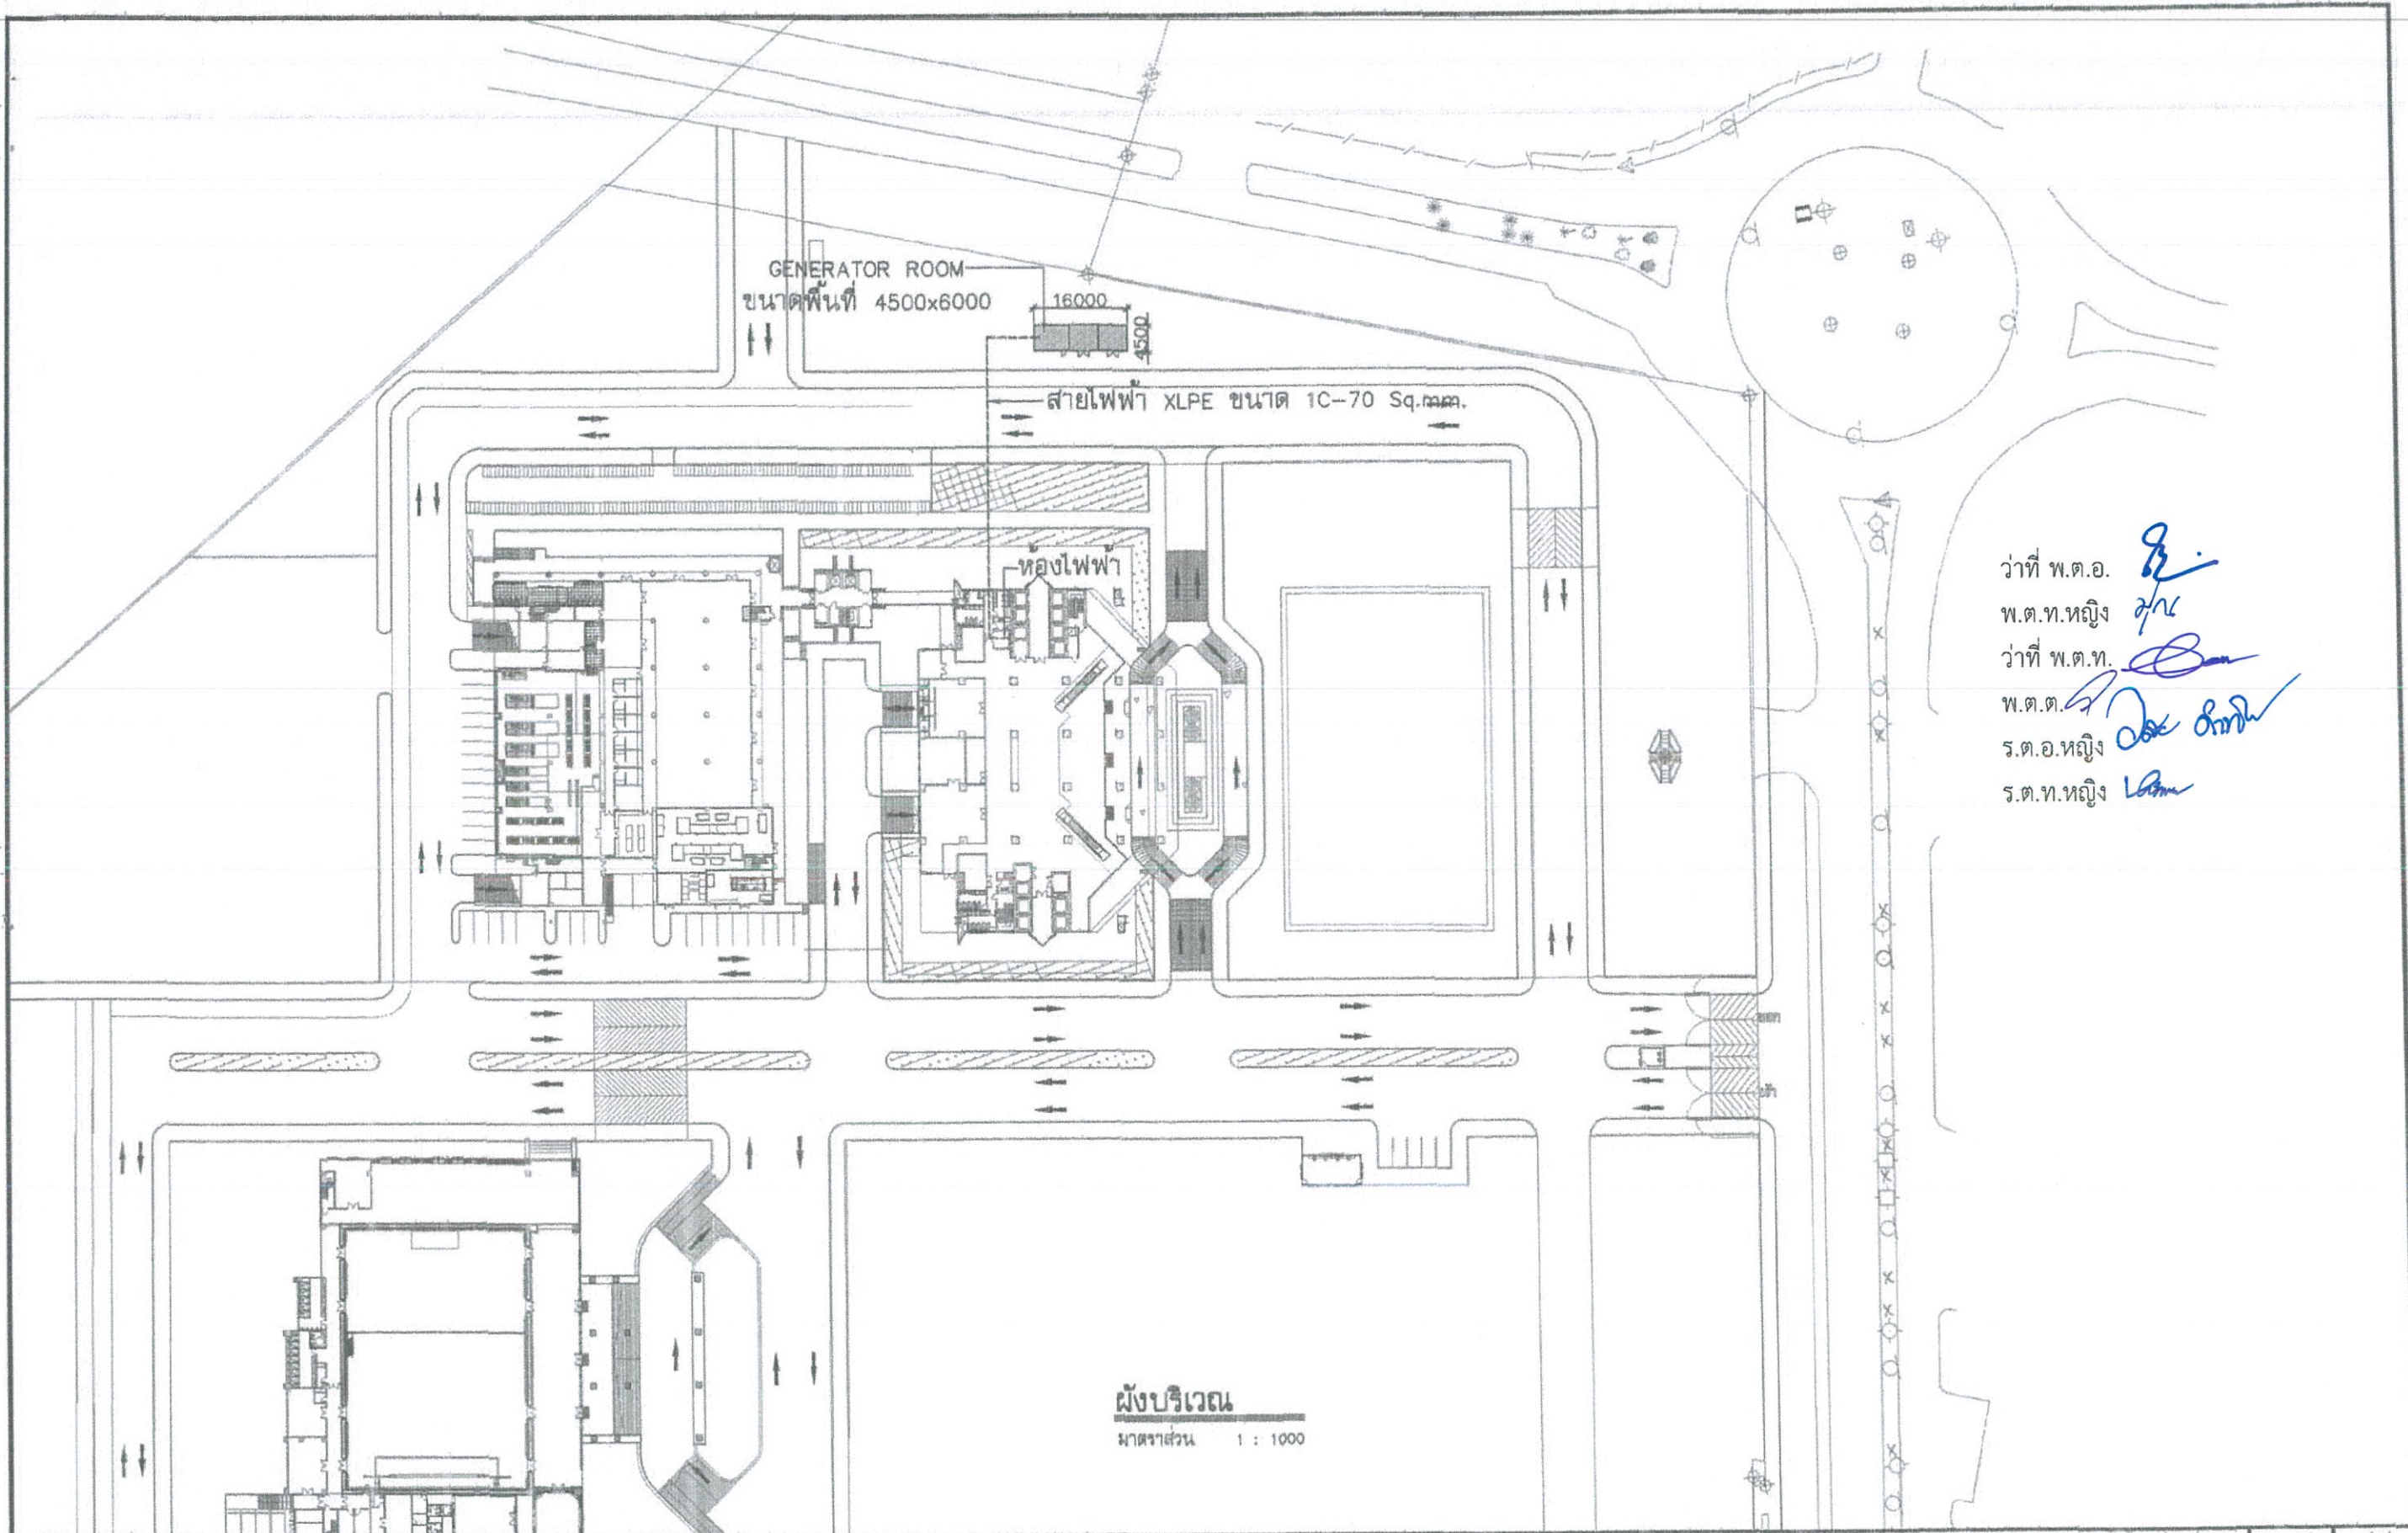 GENERATOR ROOM
ขนาดพื้นที่ 4500x6000
16000
4500
สายไฟฟ้า XLPE ขนาด 1C-70 Sq.mm.
ห้องไฟฟ้า
ว่าที่ พ.ต.อ.
พ.ต.ท.หญิง
ว่าที่ พ.ต.ท.
พ.ต.ต.
ร.ต.อ.หญิง
ร.ต.ท.หญิง
ผังบริเวณ
มาตราส่วน 1 : 1000